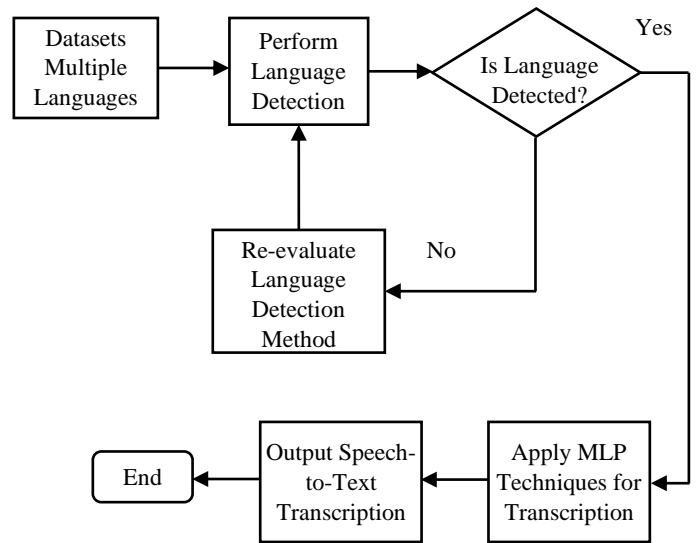 Datasets
Multiple
Languages
Perform
Language
Detection
Is Language
Detected?
Yes
No
Re-evaluate
Language
Detection
Method
Apply MLP
Techniques for
Transcription
Output Speech-
to-Text
Transcription
End